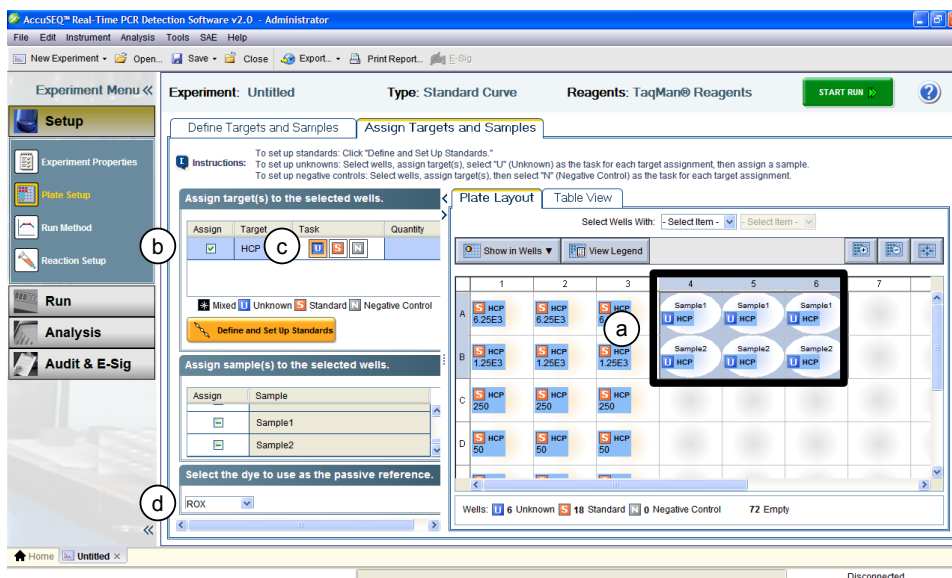 AccuSEQ™ Real-Time PCR Detection Software v2.0 - Administrator
File Edit Instrument Analysis Tools SAE Help
New Experiment Open... Save Close Export... Print Report... E-Sig
Experiment Menu «
Experiment: Untitled Type: Standard Curve Reagents: TaqMan® Reagents START RUN
Setup
Define Targets and Samples Assign Targets and Samples
Experiment Properties
Plate Setup
Run Method
Reaction Setup
Run
Analysis
Audit & E-Sig
Instructions: To set up standards: Click "Define and Set Up Standards."
To set up unknowns: Select wells, assign target(s), select "U" (Unknown) as the task for each target assignment, then assign a sample.
To set up negative controls: Select wells, assign target(s), then select "N" (Negative Control) as the task for each target assignment.
Assign target(s) to the selected wells.
Assign Target Task Quantity
b HCP c U S N
Mixed U Unknown S Standard N Negative Control
Define and Set Up Standards
Assign sample(s) to the selected wells.
Assign Sample
Sample1
Sample2
Select the dye to use as the passive reference.
d ROX
«
Plate Layout Table View
Select Wells With: - Select Item - - Select Item -
Show in Wells ▼ View Legend
1 2 3 4 5 6 7
A S HCP S HCP S HCP Sample1 Sample1 Sample1
6.25E3 6.25E3 U HCP U HCP U HCP
a
B S HCP S HCP S HCP Sample2 Sample2 Sample2
1.25E3 1.25E3 1.25E3 U HCP U HCP U HCP
C S HCP S HCP S HCP
250 250 250
D S HCP S HCP S HCP
50 50 50
Wells: U 6 Unknown S 18 Standard N 0 Negative Control 72 Empty
Home Untitled ×
Disconnected